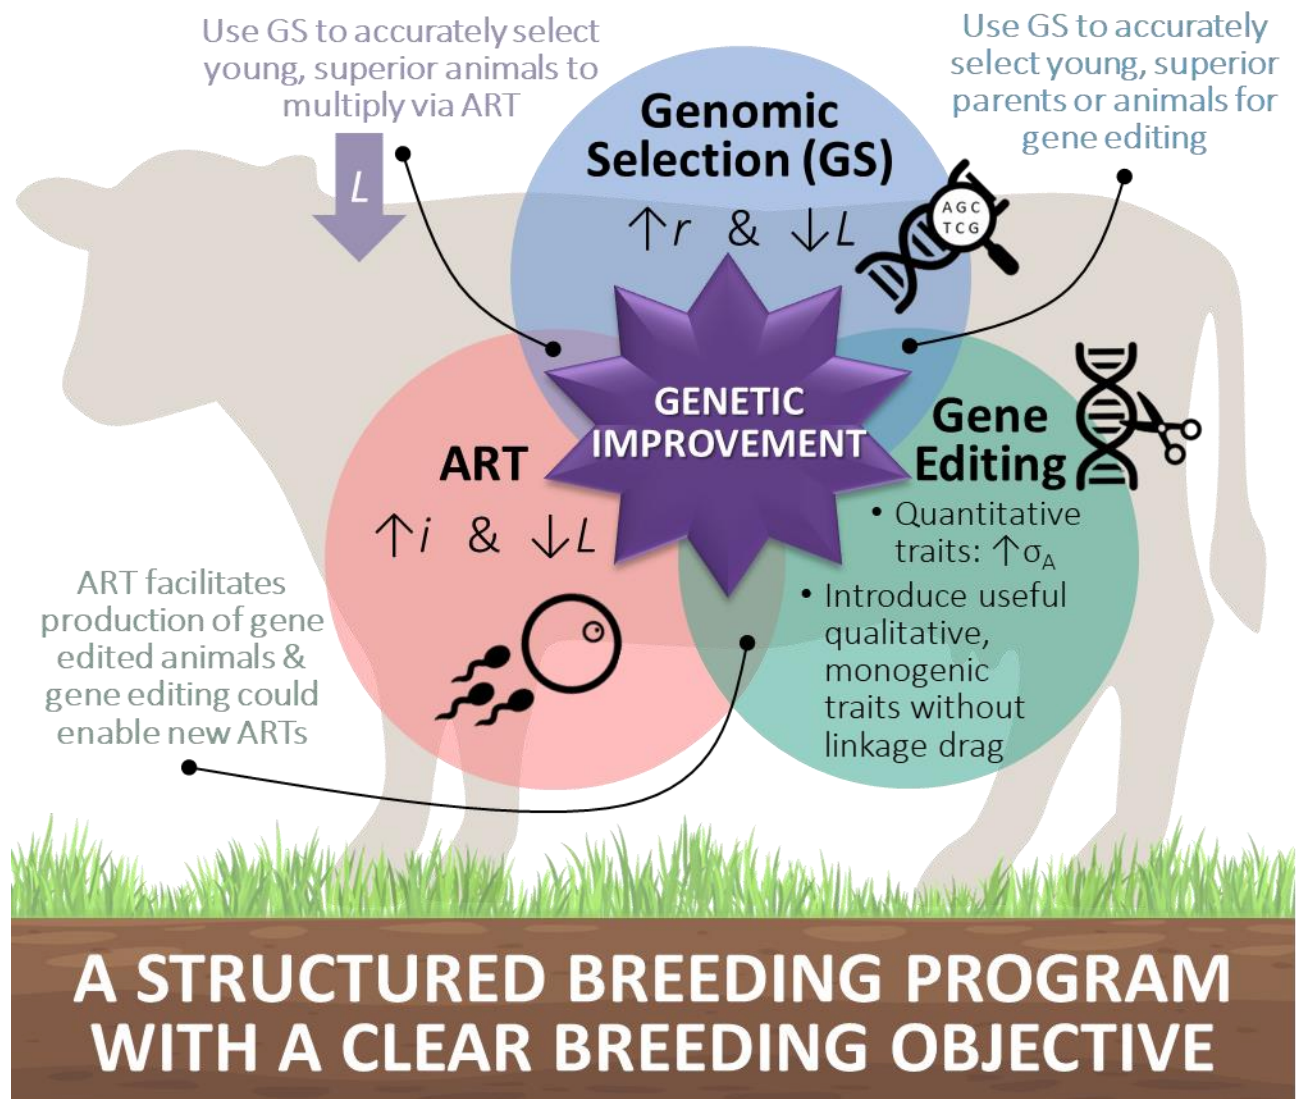 Use GS to accurately select
young, superior animals to
multiply via ART
L
Use GS to accurately
select young, superior
parents or animals for
gene editing
Genomic
Selection (GS)
↑r & ↓L
AGC
TCG
GENETIC
IMPROVEMENT
ART
↑i & ↓L
Gene
Editing
• Quantitative
traits: ↑σA
• Introduce useful
qualitative,
monogenic
traits without
linkage drag
ART facilitates
production of gene
edited animals &
gene editing could
enable new ARTs
A STRUCTURED BREEDING PROGRAM
WITH A CLEAR BREEDING OBJECTIVE